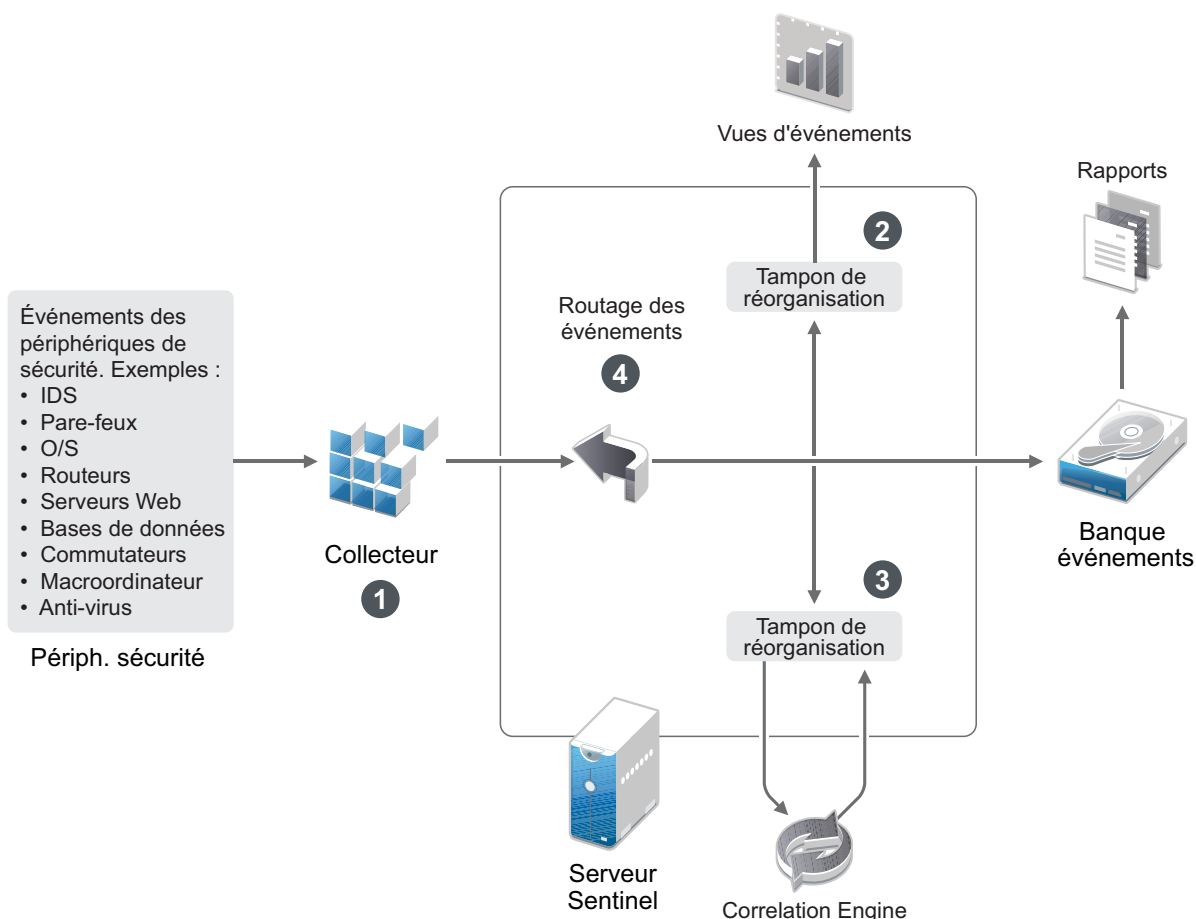 Vues d'événements
Rapports
2
Tampon de
réorganisation
Routage des
événements
4
Événements des
périphériques de
sécurité. Exemples :
• IDS
• Pare-feux
• O/S
• Routeurs
• Serveurs Web
• Bases de données
• Commutateurs
• Macroordinateur
• Anti-virus
Périph. sécurité
Collecteur
1
Banque
événements
3
Tampon de
réorganisation
Serveur
Sentinel
Correlation Engine